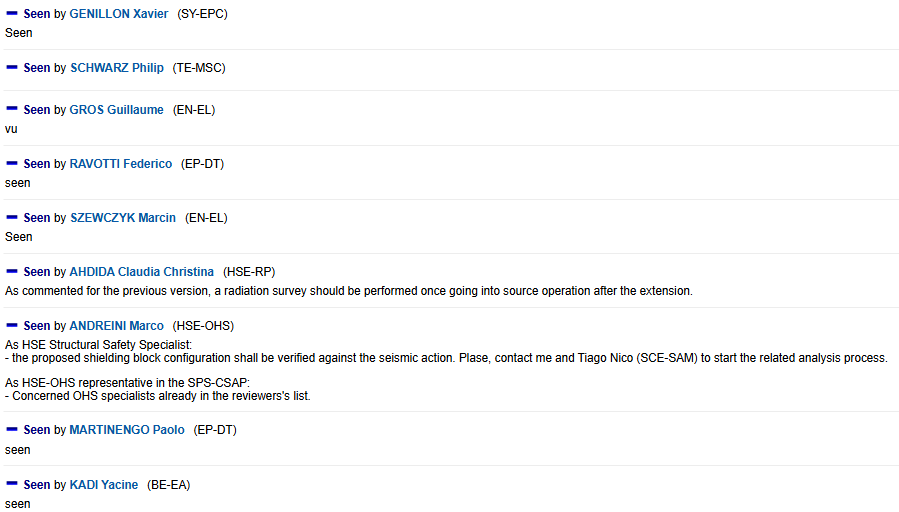 Seen by GENILLON Xavier (SY-EPC)
Seen
Seen by SCHWARZ Philip (TE-MSC)
Seen by GROS Guillaume (EN-EL)
vu
Seen by RAVOTTI Federico (EP-DT)
seen
Seen by SZEWCZYK Marcin (EN-EL)
Seen
Seen by AHDIDA Claudia Christina (HSE-RP)
As commented for the previous version, a radiation survey should be performed once going into source operation after the extension.
Seen by ANDREINI Marco (HSE-OHS)
As HSE Structural Safety Specialist:
- the proposed shielding block configuration shall be verified against the seismic action. Plase, contact me and Tiago Nico (SCE-SAM) to start the related analysis process.
As HSE-OHS representative in the SPS-CSAP:
- Concerned OHS specialists already in the reviewers's list.
Seen by MARTINENGO Paolo (EP-DT)
seen
Seen by KADI Yacine (BE-EA)
seen